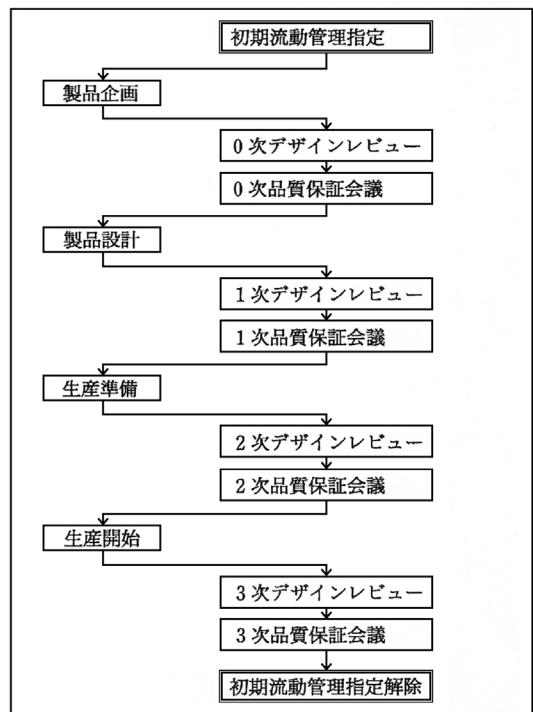 初期流動管理指定
製品企画
0次デザインレビュー
0次品質保証会議
製品設計
1次デザインレビュー
1次品質保証会議
生産準備
2次デザインレビュー
2次品質保証会議
生産開始
3次デザインレビュー
3次品質保証会議
初期流動管理指定解除